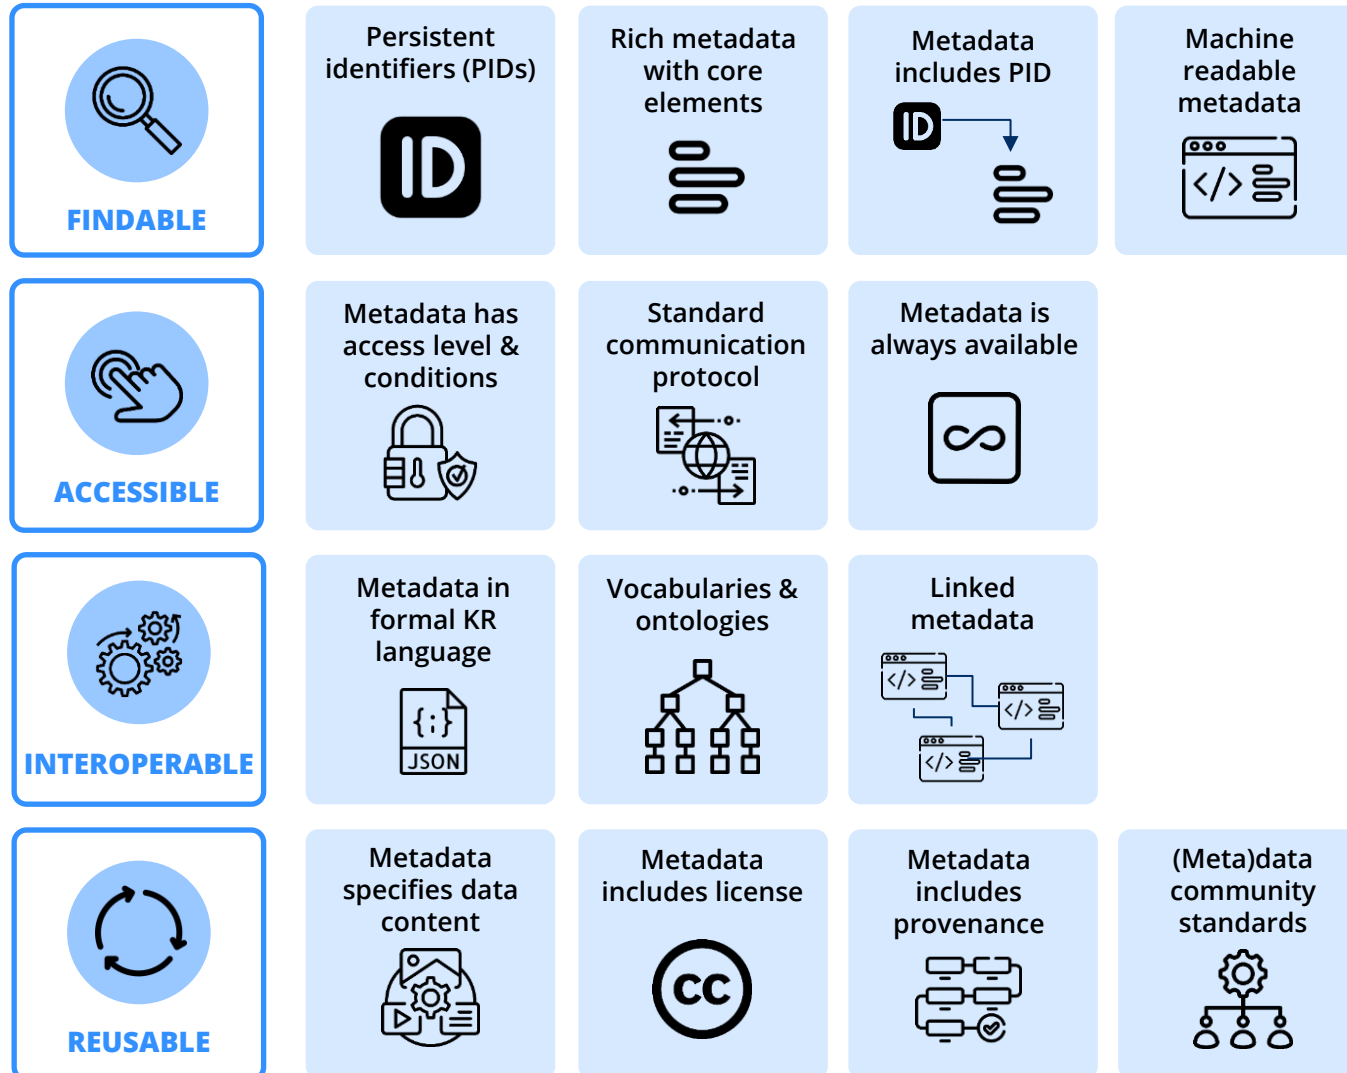 FINDABLE
Persistent
identifiers (PIDs)
ID
Rich metadata
with core
elements
Metadata
includes PID
ID
Machine
readable
metadata
</>
ACCESSIBLE
Metadata has
access level &
conditions
Standard
communication
protocol
Metadata is
always available
INTEROPERABLE
Metadata in
formal KR
language
{;}
JSON
Vocabularies &
ontologies
Linked
metadata
</>
</>
</>
REUSABLE
Metadata
specifies data
content
Metadata
includes license
CC
Metadata
includes
provenance
(Meta)data
community
standards